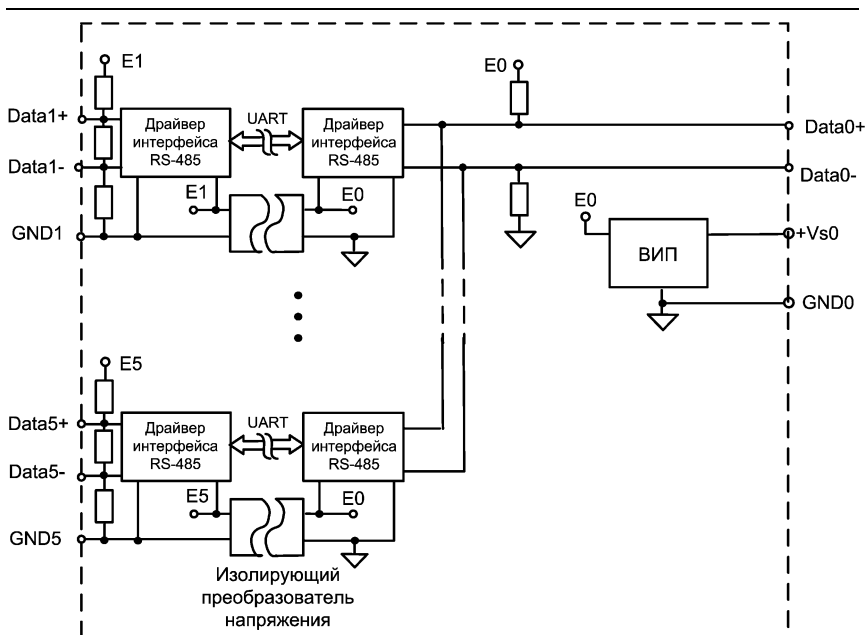 E1
E0
Data1+
Драйвер
интерфейса
RS-485
UART
Драйвер
интерфейса
RS-485
Data0+
Data1-
Data0-
E1
E0
E0
GND1
ВИП
+Vs0
GND0
E5
Data5+
Драйвер
интерфейса
RS-485
UART
Драйвер
интерфейса
RS-485
Data5-
E5
E0
GND5
Изолирующий
преобразователь
напряжения